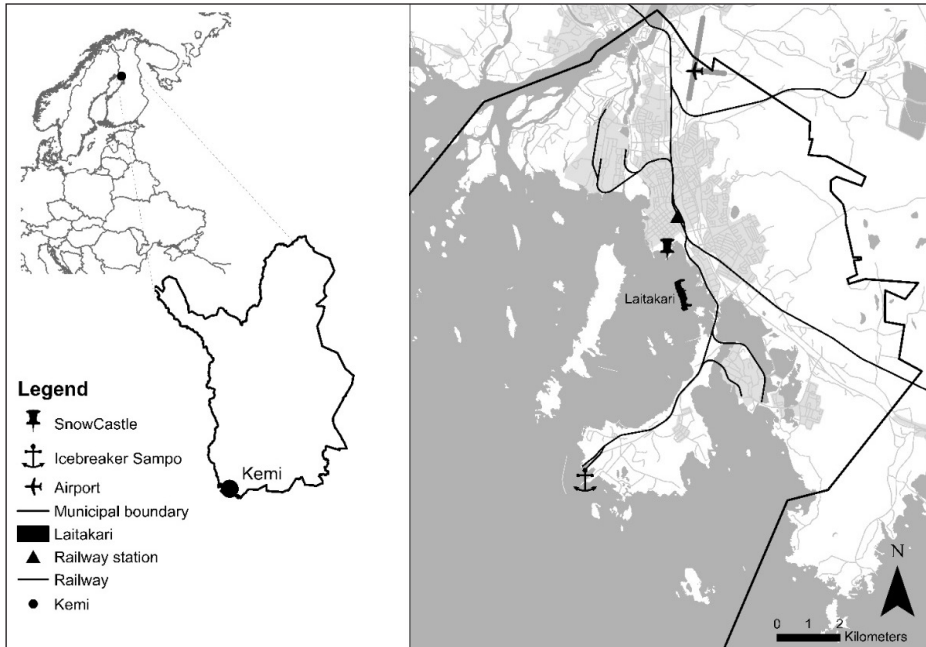 Legend
SnowCastle
Icebreaker Sampo
Airport
Municipal boundary
Laitakari
Railway station
Railway
Kemi
Kemi
Laitakari
N
0 1 2
Kilometers